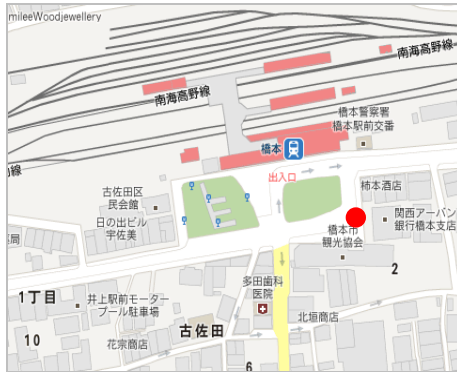 mileeWoodjewellery
南海高野線
南海高野線
橋本警察署
橋本駅前交番
橋本
出入口
古佐田区
民会館
柿本酒店
日の出ビル
宇佐美
関西アーバン
銀行橋本支店
橋本市
観光協会
局
2
多田歯科
医院
1丁目
井上駅前モーター
プール駐車場
北垣商店
古佐田
10
花宗商店
6